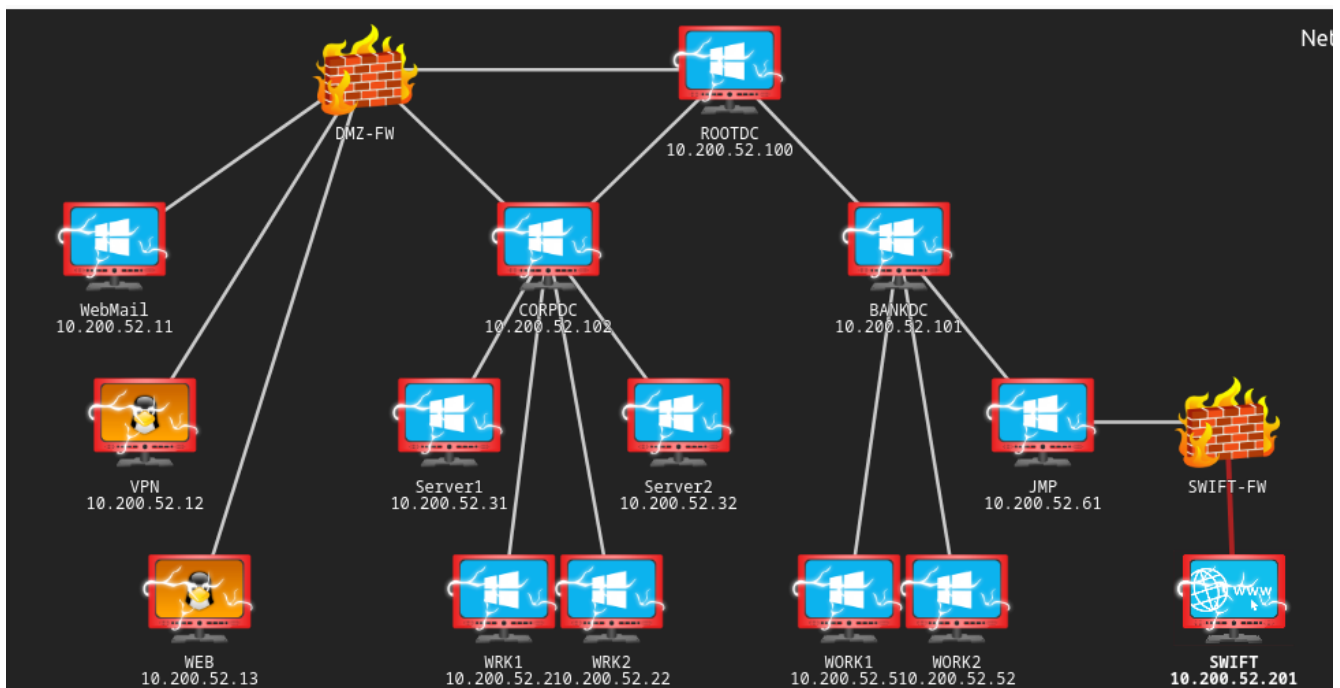 Net
DMZ-FW
ROOTDC
10.200.52.100
WebMail
10.200.52.11
CORPDC
10.200.52.102
BANKDC
10.200.52.101
VPN
10.200.52.12
Server1
10.200.52.31
Server2
10.200.52.32
JMP
10.200.52.61
SWIFT-FW
www
WEB
10.200.52.13
WRK1
10.200.52.21
WRK2
10.200.52.22
WORK1
10.200.52.51
WORK2
10.200.52.52
SWIFT
10.200.52.201